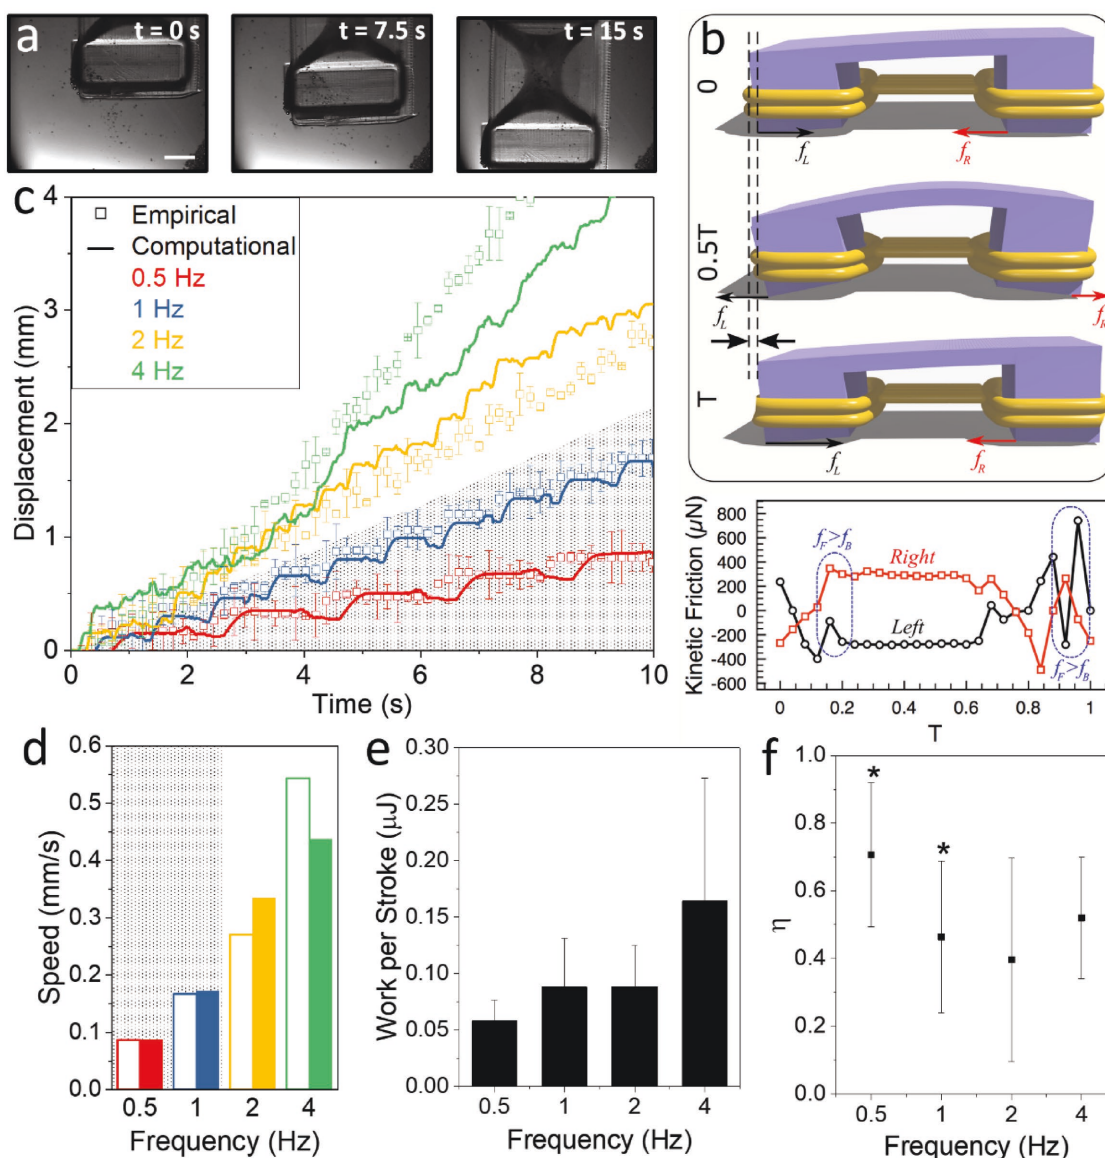 a
t = 0 s
t = 7.5 s
t = 15 s
b
0
f_L
f_R
0.5T
f_L
f_R
T
f_L
f_R
c
Empirical
Computational
0.5 Hz
1 Hz
2 Hz
4 Hz
Displacement (mm)
4
3
2
1
0
0 2 4 6 8 10
Time (s)
Kinetic Friction (µN)
800
600
400
200
0
-200
-400
-600
f_F>f_B
Right
Left
f_F>f_B
0 0.2 0.4 0.6 0.8 1
T
d
Speed (mm/s)
0.6
0.5
0.4
0.3
0.2
0.1
0.0
0.5 1 2 4
Frequency (Hz)
e
Work per Stroke (µJ)
0.30
0.25
0.20
0.15
0.10
0.05
0.00
0.5 1 2 4
Frequency (Hz)
f
η
1.0
0.8
0.6
0.4
0.2
0.0
*
*
0.5 1 2 4
Frequency (Hz)